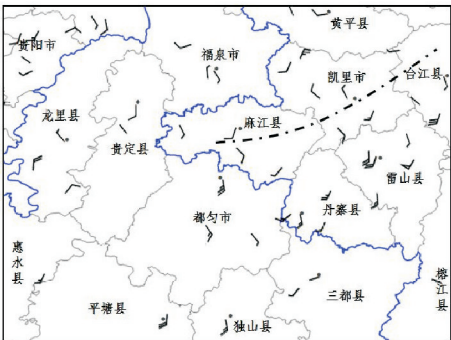 黄平县
贵阳市
福泉市
凯里市
台江县
龙里县
麻江县
贵定县
雷山县
丹寨县
都匀市
惠水县
榕江县
三都县
平塘县
独山县